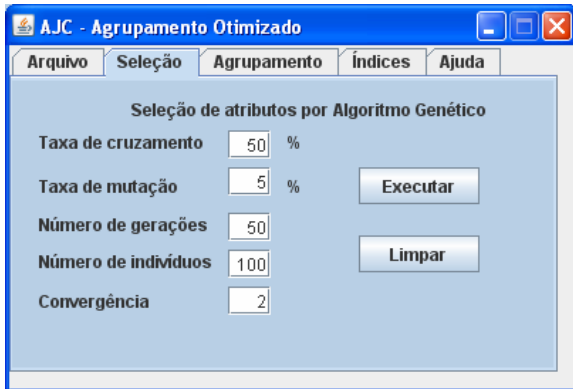 AJC - Agrupamento Otimizado
Arquivo Seleção Agrupamento Índices Ajuda
Seleção de atributos por Algoritmo Genético
Taxa de cruzamento 50 %
Taxa de mutação 5 % Executar
Número de gerações 50
Número de indivíduos 100 Limpar
Convergência 2